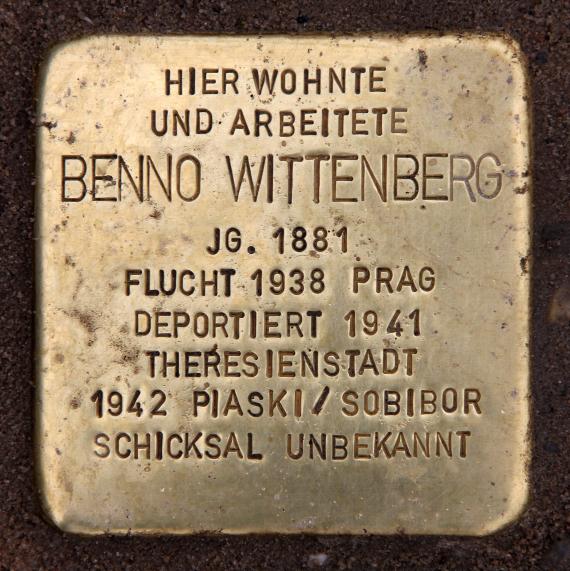 HIER WOHNTE
UND ARBEITETE
BENNO WITTENBERG
JG. 1881
FLUCHT 1938 PRAG
DEPORTIERT 1941
THERESIENSTADT
1942 PIASKI/SOBIBOR
SCHICKSAL UNBEKANNT